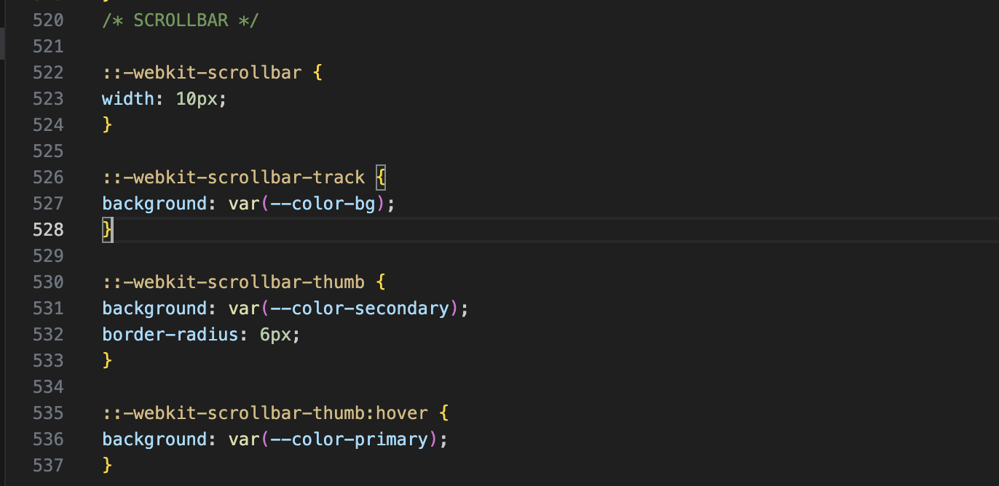 520 /* SCROLLBAR */
521
522 ::-webkit-scrollbar {
523 width: 10px;
524 }
525
526 ::-webkit-scrollbar-track {
527 background: var(--color-bg);
528 }
529
530 ::-webkit-scrollbar-thumb {
531 background: var(--color-secondary);
532 border-radius: 6px;
533 }
534
535 ::-webkit-scrollbar-thumb:hover {
536 background: var(--color-primary);
537 }